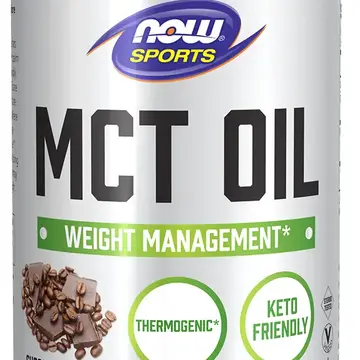 NOW
SPORTS
MCT OIL
WEIGHT MANAGEMENT*
THERMOGENIC*
KETO
FRIENDLY